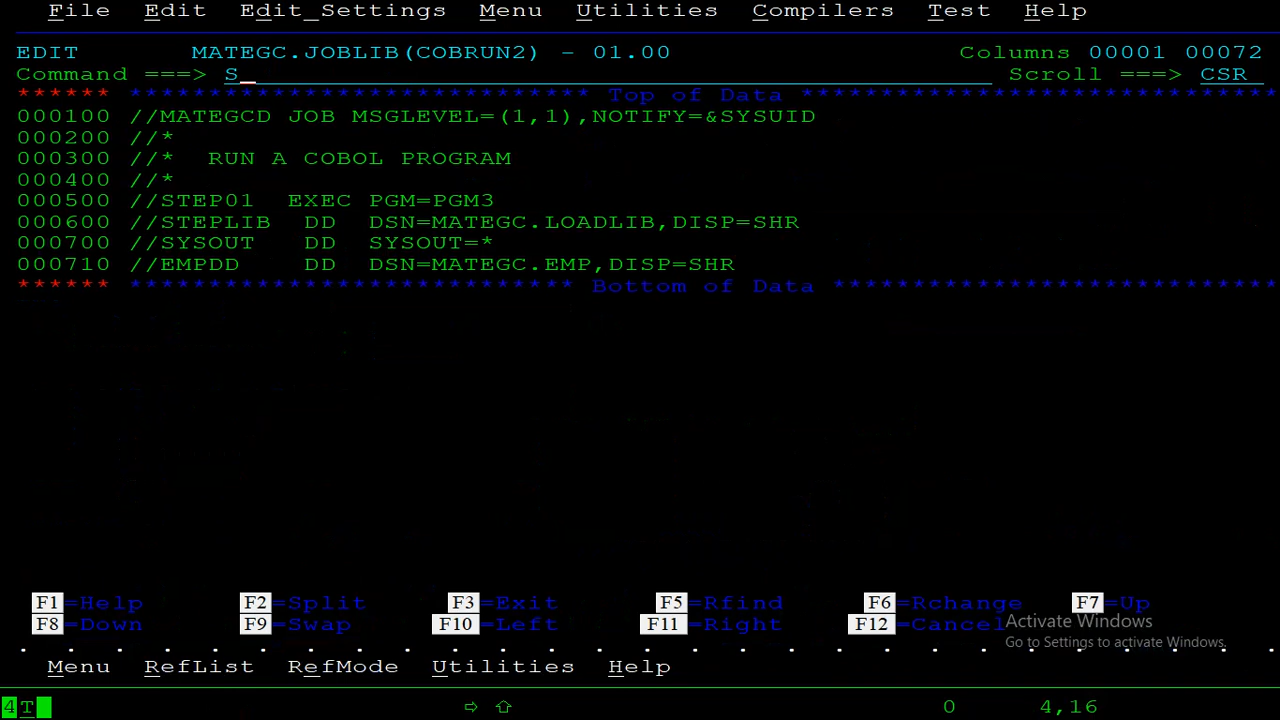 File Edit Edit_Settings Menu Utilities Compilers Test Help
EDIT MATEGC.JOBLIB(COBRUN2) - 01.00 Columns 00001 00072
Command ===> S_ Scroll ===> CSR
****** ***************************** Top of Data ******************************
000100 //MATEGCD JOB MSGLEVEL=(1,1),NOTIFY=&SYSUID
000200 //*
000300 //*  RUN A COBOL PROGRAM
000400 //*
000500 //STEP01  EXEC PGM=PGM3
000600 //STEPLIB  DD  DSN=MATEGC.LOADLIB,DISP=SHR
000700 //SYSOUT   DD  SYSOUT=*
000710 //EMPDD    DD  DSN=MATEGC.EMP,DISP=SHR
****** **************************** Bottom of Data ****************************
F1=Help F2=Split F3=Exit F5=Rfind F6=Rchange F7=Up
F8=Down F9=Swap F10=Left F11=Right F12=Cancel
Activate Windows
Go to Settings to activate Windows.
Menu RefList RefMode Utilities Help
4T ⇨ ⇧ 0 4,16